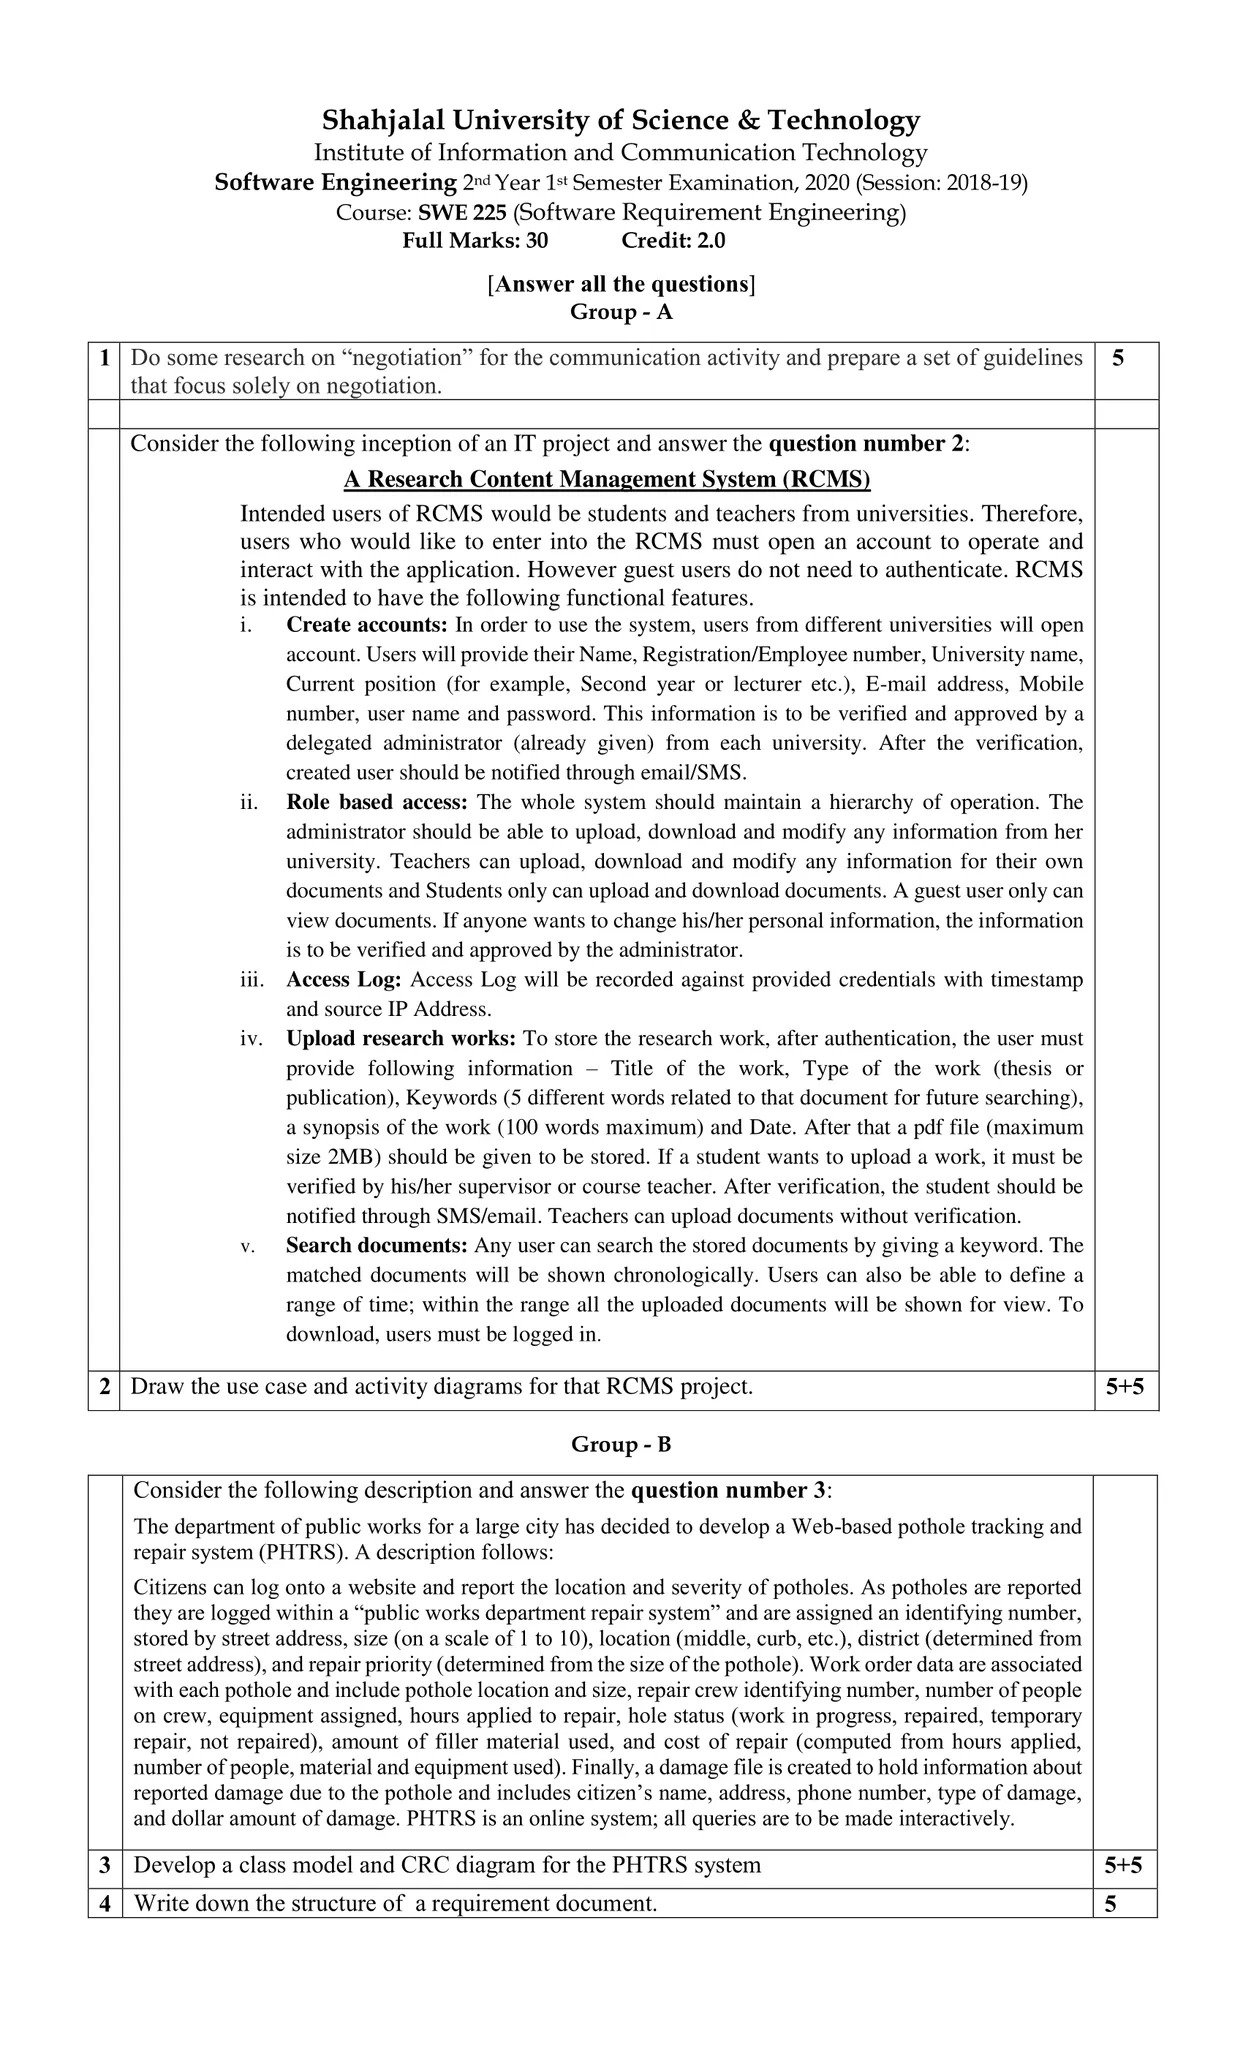 Shahjalal University of Science & Technology
Institute of Information and Communication Technology
Software Engineering 2nd Year 1st Semester Examination, 2020 (Session: 2018-19)
Course: SWE 225 (Software Requirement Engineering)
Full Marks: 30 Credit: 2.0
[Answer all the questions]
Group - A
1 Do some research on “negotiation” for the communication activity and prepare a set of guidelines 5
that focus solely on negotiation.
Consider the following inception of an IT project and answer the question number 2:
A Research Content Management System (RCMS)
Intended users of RCMS would be students and teachers from universities. Therefore,
users who would like to enter into the RCMS must open an account to operate and
interact with the application. However guest users do not need to authenticate. RCMS
is intended to have the following functional features.
i. Create accounts: In order to use the system, users from different universities will open
account. Users will provide their Name, Registration/Employee number, University name,
Current position (for example, Second year or lecturer etc.), E-mail address, Mobile
number, user name and password. This information is to be verified and approved by a
delegated administrator (already given) from each university. After the verification,
created user should be notified through email/SMS.
ii. Role based access: The whole system should maintain a hierarchy of operation. The
administrator should be able to upload, download and modify any information from her
university. Teachers can upload, download and modify any information for their own
documents and Students only can upload and download documents. A guest user only can
view documents. If anyone wants to change his/her personal information, the information
is to be verified and approved by the administrator.
iii. Access Log: Access Log will be recorded against provided credentials with timestamp
and source IP Address.
iv. Upload research works: To store the research work, after authentication, the user must
provide following information – Title of the work, Type of the work (thesis or
publication), Keywords (5 different words related to that document for future searching),
a synopsis of the work (100 words maximum) and Date. After that a pdf file (maximum
size 2MB) should be given to be stored. If a student wants to upload a work, it must be
verified by his/her supervisor or course teacher. After verification, the student should be
notified through SMS/email. Teachers can upload documents without verification.
v. Search documents: Any user can search the stored documents by giving a keyword. The
matched documents will be shown chronologically. Users can also be able to define a
range of time; within the range all the uploaded documents will be shown for view. To
download, users must be logged in.
2 Draw the use case and activity diagrams for that RCMS project. 5+5
Group - B
Consider the following description and answer the question number 3:
The department of public works for a large city has decided to develop a Web-based pothole tracking and
repair system (PHTRS). A description follows:
Citizens can log onto a website and report the location and severity of potholes. As potholes are reported
they are logged within a “public works department repair system” and are assigned an identifying number,
stored by street address, size (on a scale of 1 to 10), location (middle, curb, etc.), district (determined from
street address), and repair priority (determined from the size of the pothole). Work order data are associated
with each pothole and include pothole location and size, repair crew identifying number, number of people
on crew, equipment assigned, hours applied to repair, hole status (work in progress, repaired, temporary
repair, not repaired), amount of filler material used, and cost of repair (computed from hours applied,
number of people, material and equipment used). Finally, a damage file is created to hold information about
reported damage due to the pothole and includes citizen’s name, address, phone number, type of damage,
and dollar amount of damage. PHTRS is an online system; all queries are to be made interactively.
3 Develop a class model and CRC diagram for the PHTRS system 5+5
4 Write down the structure of a requirement document. 5